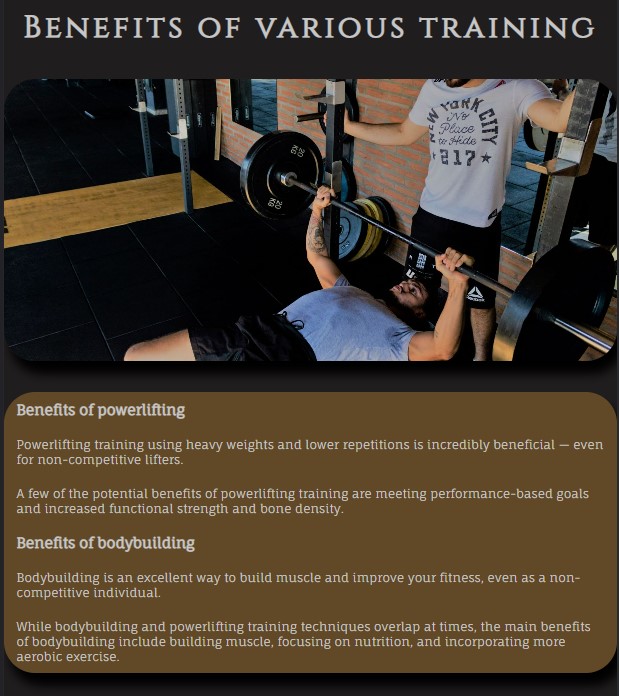 Benefits of various training
NEW YORK CITY
No
Place
to Hide
★ 217 ★
20
KG
20
KG
Reebok
Benefits of powerlifting
Powerlifting training using heavy weights and lower repetitions is incredibly beneficial — even
for non-competitive lifters.
A few of the potential benefits of powerlifting training are meeting performance-based goals
and increased functional strength and bone density.
Benefits of bodybuilding
Bodybuilding is an excellent way to build muscle and improve your fitness, even as a non-
competitive individual.
While bodybuilding and powerlifting training techniques overlap at times, the main benefits
of bodybuilding include building muscle, focusing on nutrition, and incorporating more
aerobic exercise.